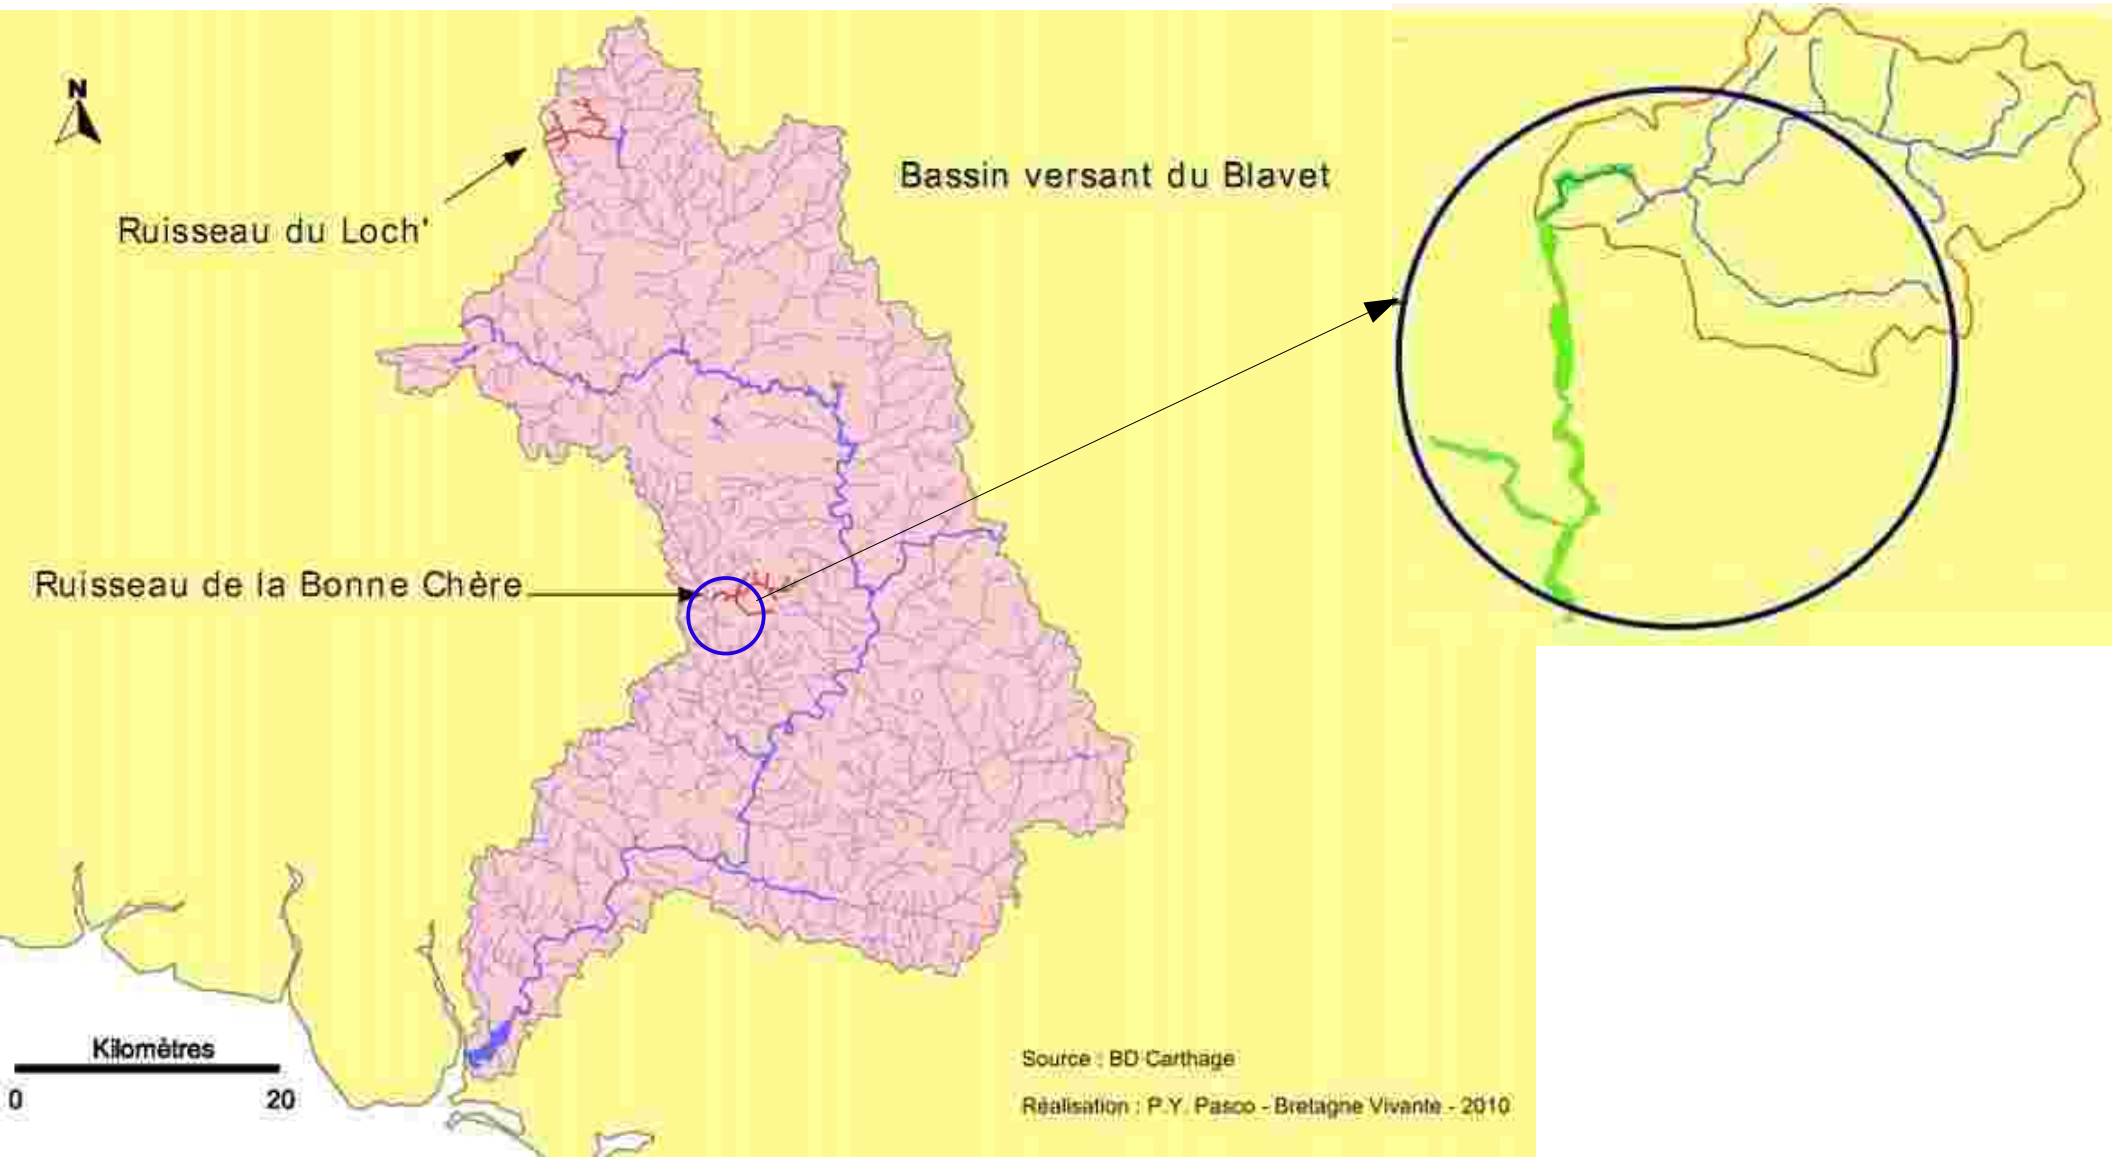 N
Bassin versant du Blavet
Ruisseau du Loch'
Ruisseau de la Bonne Chère
Kilomètres
0 20
Source : BD Carthage
Réalisation : P.Y. Pasco - Bretagne Vivante - 2010